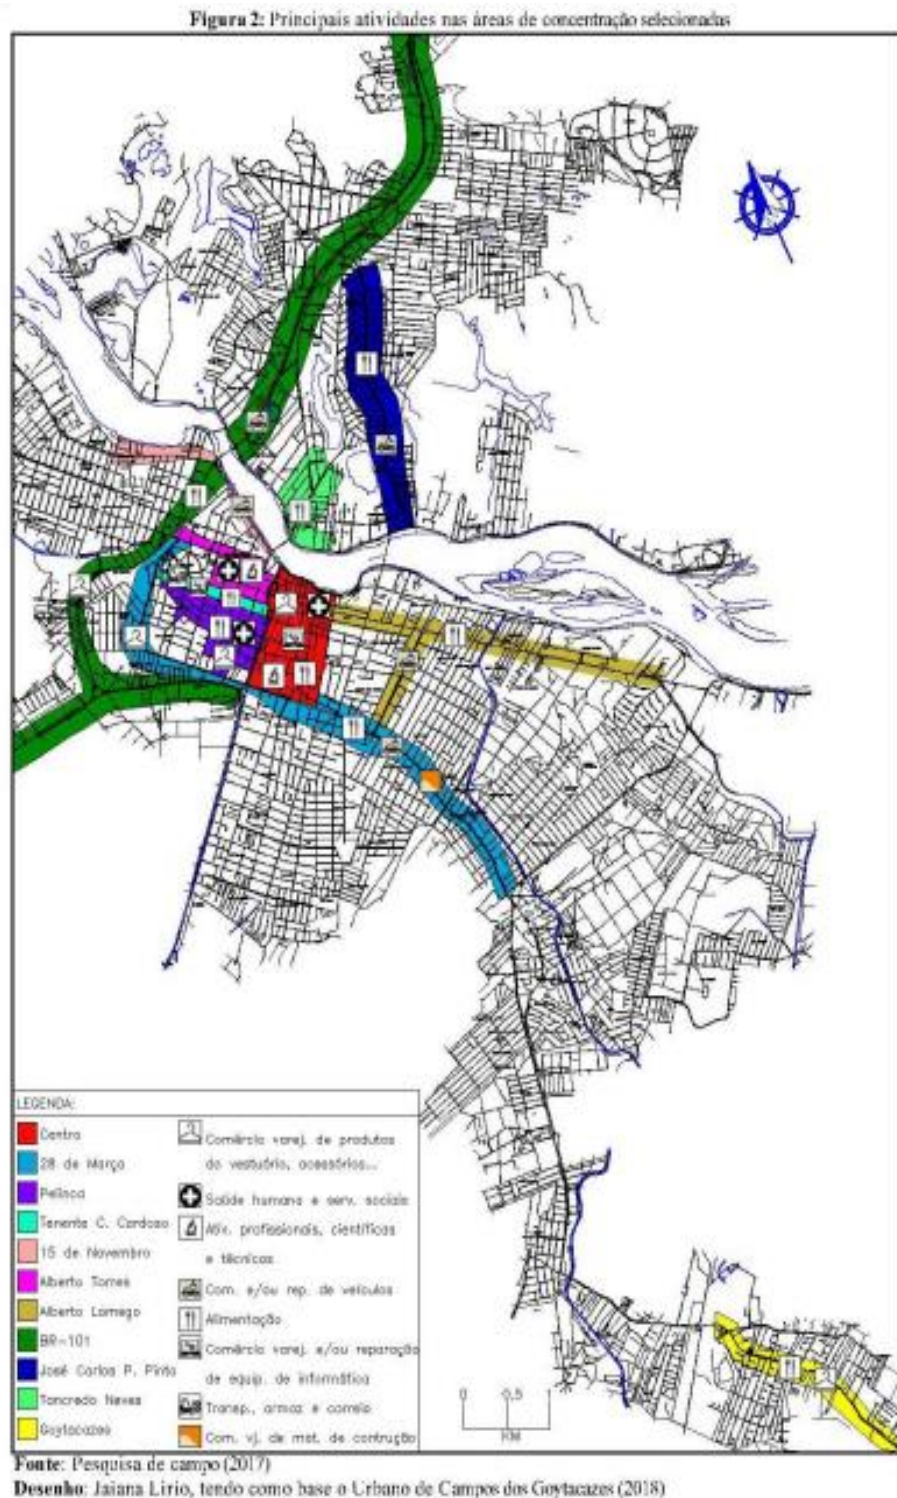 Figura 2: Principais atividades nas áreas de concentração selecionadas
LEGENDA:
Centro
28 de Março
Pelinca
Tenente C. Cardoso
15 de Novembro
Alberto Torres
Alberto Lamego
BR-101
José Carlos P. Pinto
Tancredo Neves
Goytacazes
Comércio varej. de produtos
do vestuário, acessórios...
Saúde humana e serv. sociais
Ativ. profissionais, científicas
e técnicas
Com. e/ou rep. de veículos
Alimentação
Comércio varej. e/ou reparação
de equip. de informática
Transp., armaz e correio
Com. vj. de mat. de contrução
0 0,5 1
KM
Fonte: Pesquisa de campo (2017)
Desenho: Jaiana Lirio, tendo como base o Urbano de Campos dos Goytacazes (2018)